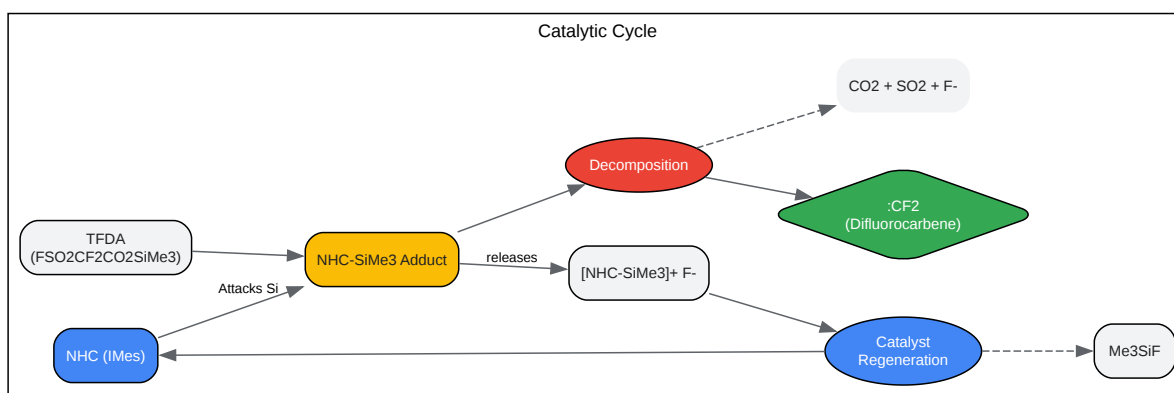 Catalytic Cycle
CO2 + SO2 + F-
Decomposition
:CF2
(Difluorocarbene)
TFDA
(FSO2CF2CO2SiMe3)
NHC-SiMe3 Adduct
releases
[NHC-SiMe3]+ F-
Attacks Si
NHC (IMes)
Catalyst
Regeneration
Me3SiF